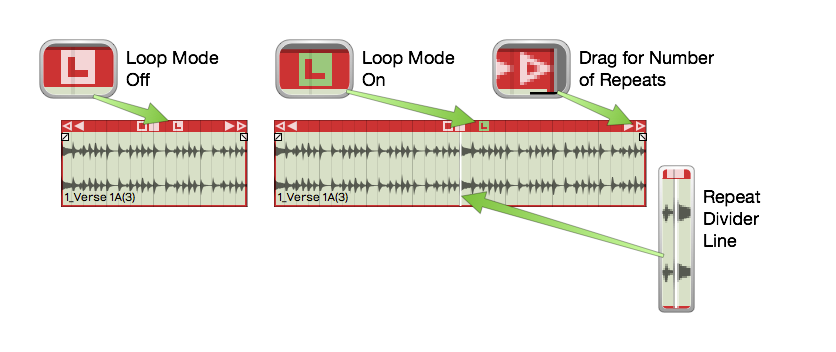 L
Loop Mode
Off
L
Loop Mode
On
Drag for Number
of Repeats
L
L
1_Verse 1A(3)
1_Verse 1A(3)
Repeat
Divider
Line